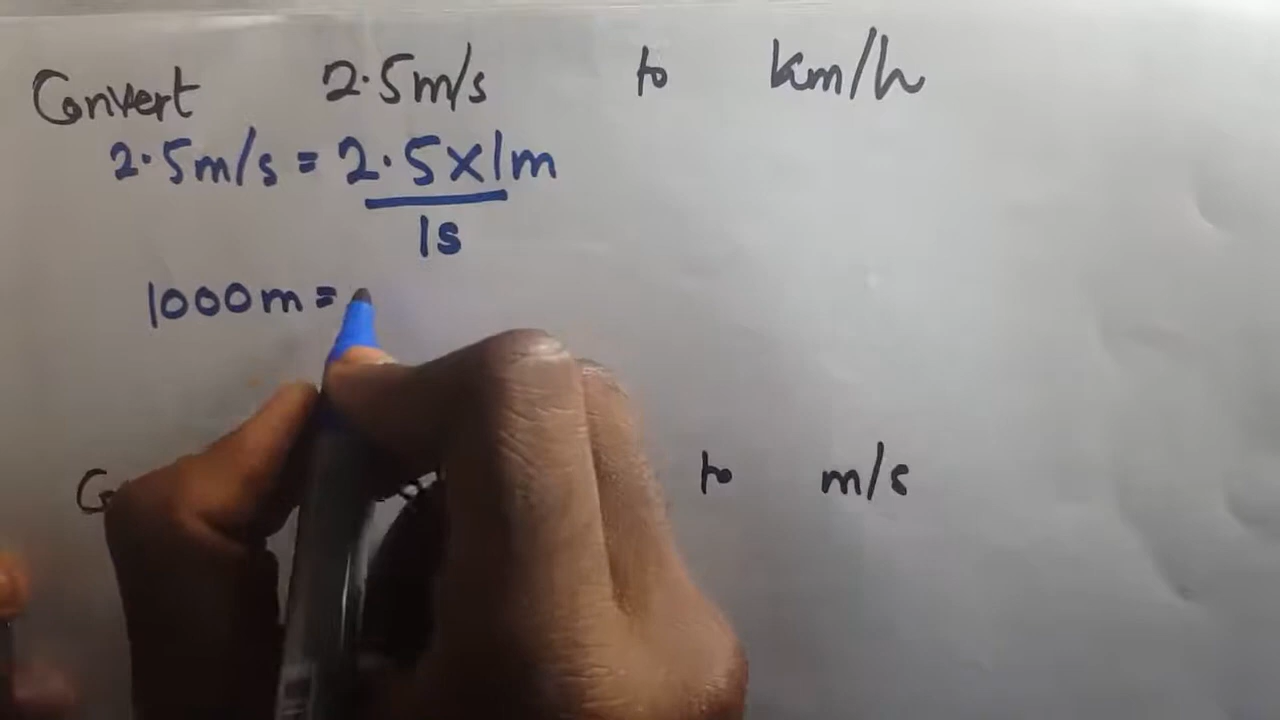 Convert 2.5m/s to km/h
2.5m/s = 2.5x1m
1s
1000m =
to m/s